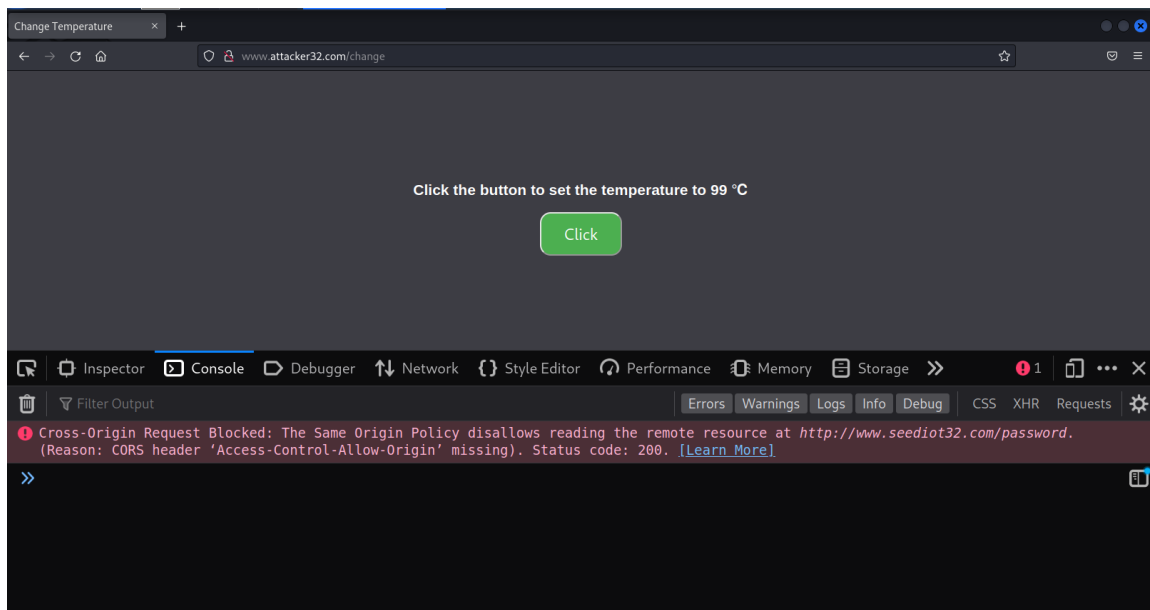 Change Temperature
www.attacker32.com/change
Click the button to set the temperature to 99 °C
Click
Inspector Console Debugger Network Style Editor Performance Memory Storage 1
Filter Output Errors Warnings Logs Info Debug CSS XHR Requests
Cross-Origin Request Blocked: The Same Origin Policy disallows reading the remote resource at http://www.seediot32.com/password.
(Reason: CORS header ‘Access-Control-Allow-Origin’ missing). Status code: 200. [Learn More]